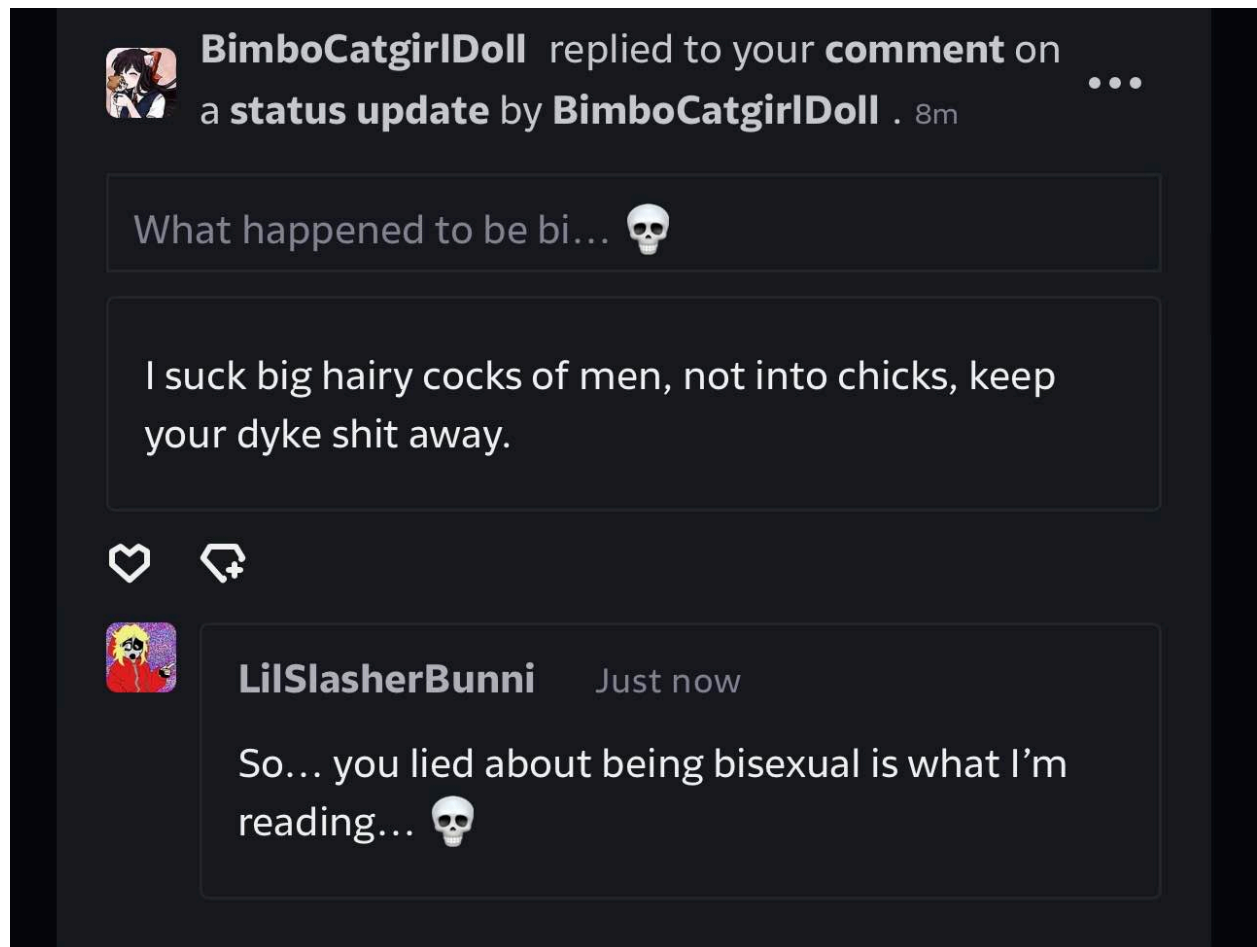 BimboCatgirlDoll replied to your comment on
a status update by BimboCatgirlDoll . 8m
What happened to be bi... 💀
I suck big hairy cocks of men, not into chicks, keep
your dyke shit away.
LilSlasherBunni Just now
So... you lied about being bisexual is what I'm
reading... 💀